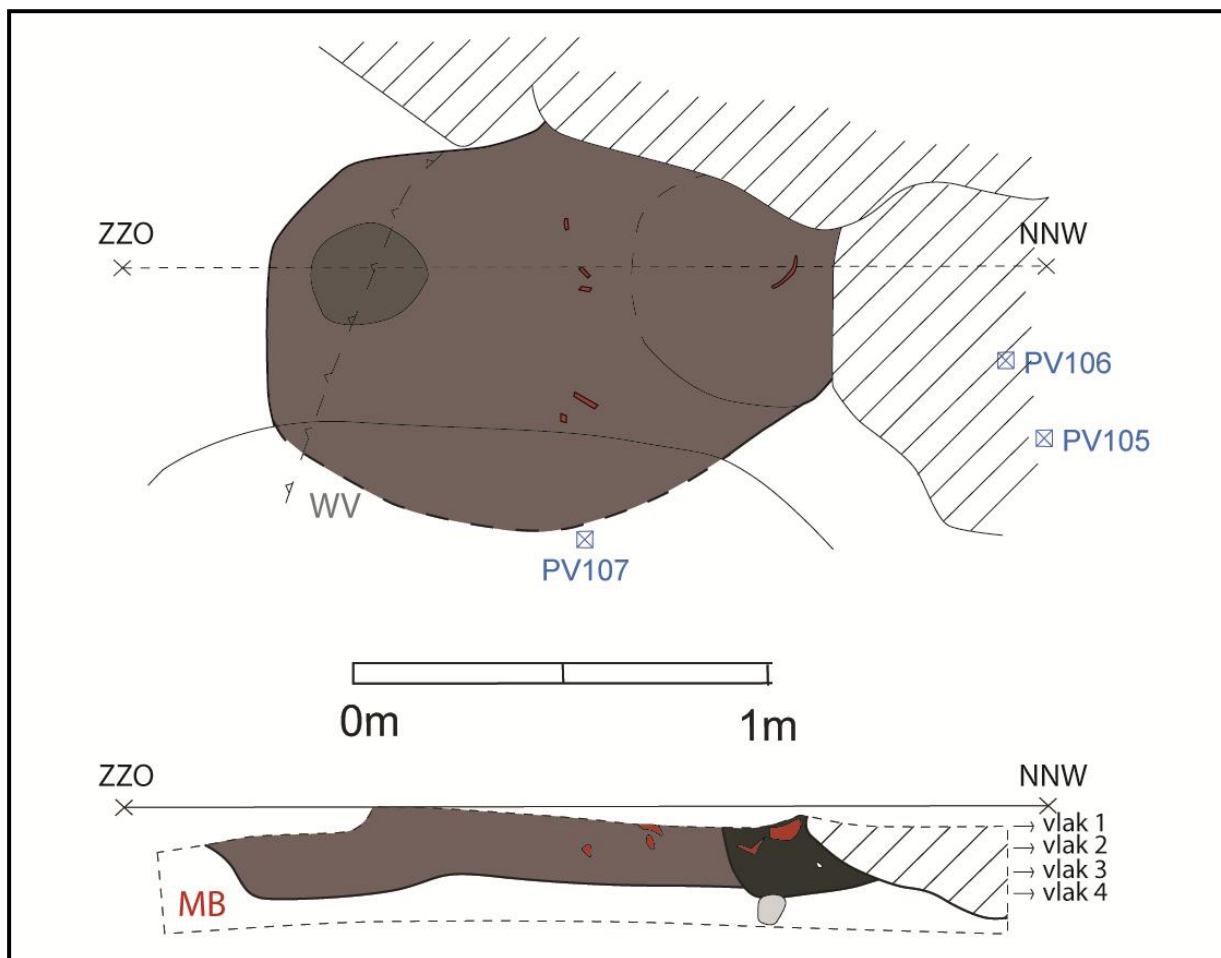 ZZO NNW
PV106
PV105
WV
PV107
0m 1m
ZZO NNW
vlak 1
vlak 2
vlak 3
vlak 4
MB